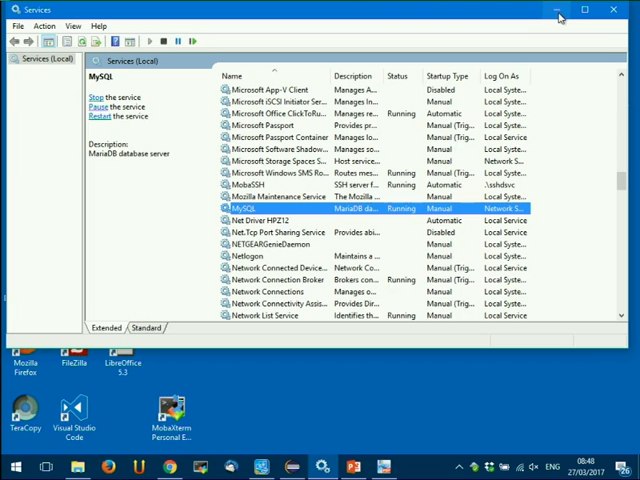 Services
File Action View Help
Services (Local)
Services (Local)
MySQL
Stop the service
Pause the service
Restart the service
Description:
MariaDB database server
Name Description Status Startup Type Log On As
Microsoft App-V Client Manages A... Disabled Local Syste...
Microsoft iSCSI Initiator Ser... Manages In... Manual Local Syste...
Microsoft Office ClickToRu... Manages re... Running Automatic Local Syste...
Microsoft Passport Provides pr... Manual (Trig... Local Syste...
Microsoft Passport Container Manages lo... Manual (Trig... Local Service
Microsoft Software Shadow... Manages so... Manual Local Syste...
Microsoft Storage Spaces S... Host service... Manual Network S...
Microsoft Windows SMS Ro... Routes mes... Manual (Trig... Local Syste...
MobaSSH SSH server f... Running Automatic .\sshdsvc
Mozilla Maintenance Service The Mozilla ... Manual Local Syste...
MySQL MariaDB da... Running Manual Network S...
Net Driver HPZ12 Automatic Local Service
Net.Tcp Port Sharing Service Provides abi... Disabled Local Service
NETGEARGenieDaemon Manual Local Syste...
Netlogon Maintains a ... Manual Local Syste...
Network Connected Device... Network Co... Manual (Trig... Local Service
Network Connection Broker Brokers con... Running Manual (Trig... Local Syste...
Network Connections Manages o... Manual Local Syste...
Network Connectivity Assis... Provides Dir... Manual (Trig... Local Syste...
Network List Service Identifies th... Running Manual Local Service
Extended Standard
Mozilla Firefox
FileZilla
LibreOffice 5.3
TeraCopy
Visual Studio Code
MobaXterm Personal E...
ENG
08:48
27/03/2017
26